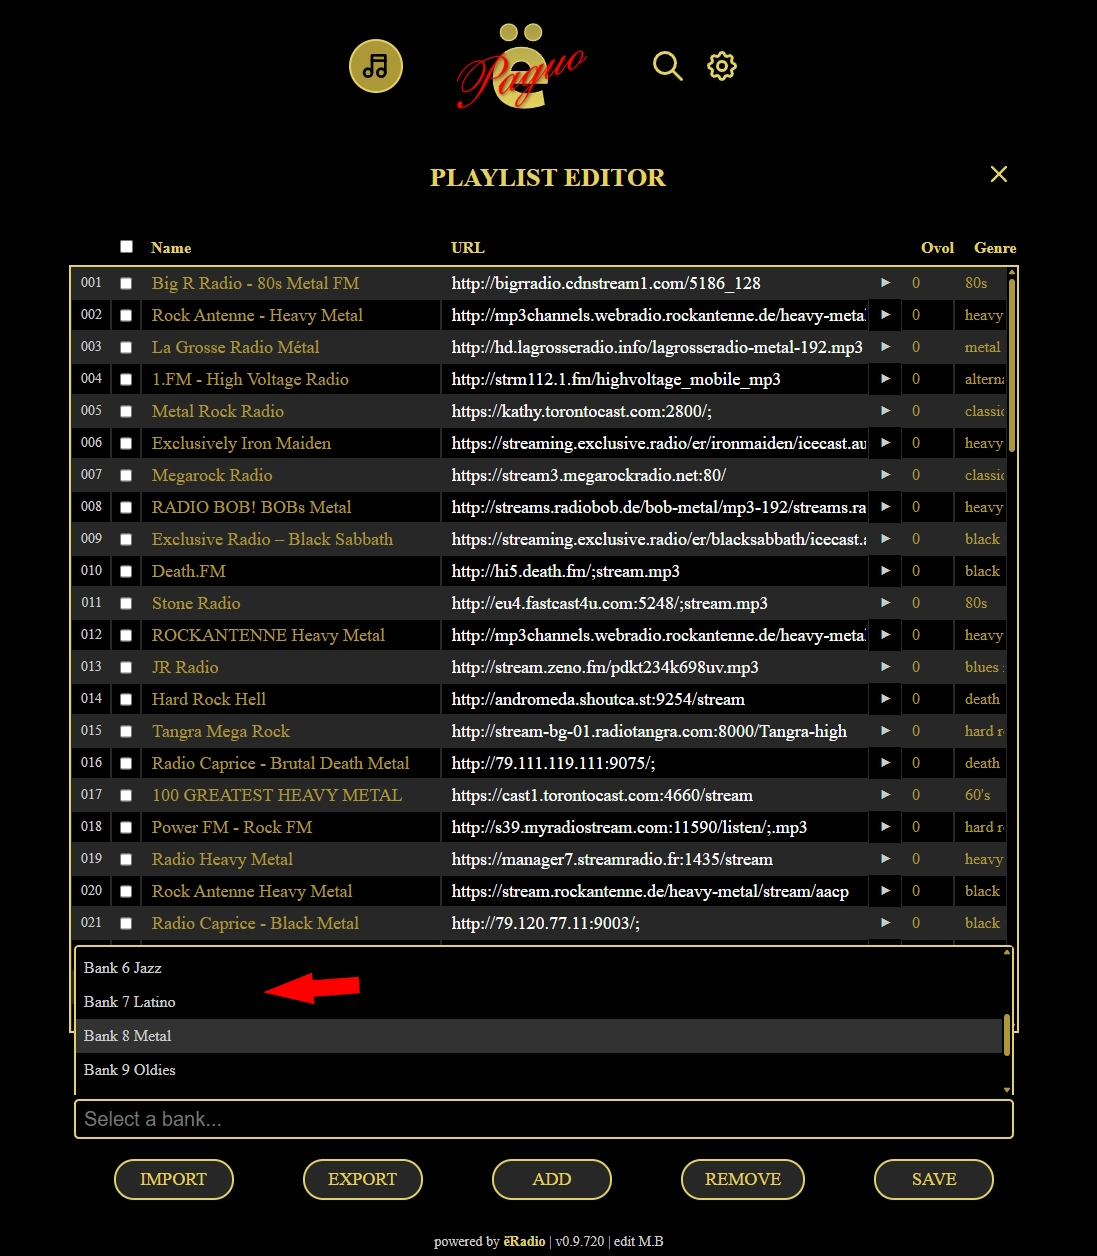 ё Радио
PLAYLIST EDITOR
Name URL Ovol Genre
001 Big R Radio - 80s Metal FM http://bigrradio.cdnstream1.com/5186_128 ▶ 0 80s
002 Rock Antenne - Heavy Metal http://mp3channels.webradio.rockantenne.de/heavy-metal ▶ 0 heavy
003 La Grosse Radio Métal http://hd.lagrosseradio.info/lagrosseradio-metal-192.mp3 ▶ 0 metal
004 1.FM - High Voltage Radio http://strm112.1.fm/highvoltage_mobile_mp3 ▶ 0 alterna
005 Metal Rock Radio https://kathy.torontocast.com:2800/; ▶ 0 classic
006 Exclusively Iron Maiden https://streaming.exclusive.radio/er/ironmaiden/icecast.au ▶ 0 heavy
007 Megarock Radio https://stream3.megarockradio.net:80/ ▶ 0 classic
008 RADIO BOB! BOBs Metal http://streams.radiobob.de/bob-metal/mp3-192/streams.ra ▶ 0 heavy
009 Exclusive Radio – Black Sabbath https://streaming.exclusive.radio/er/blacksabbath/icecast.a ▶ 0 black
010 Death.FM http://hi5.death.fm/;stream.mp3 ▶ 0 black
011 Stone Radio http://eu4.fastcast4u.com:5248/;stream.mp3 ▶ 0 80s
012 ROCKANTENNE Heavy Metal http://mp3channels.webradio.rockantenne.de/heavy-metal ▶ 0 heavy
013 JR Radio http://stream.zeno.fm/pdkt234k698uv.mp3 ▶ 0 blues
014 Hard Rock Hell http://andromeda.shoutca.st:9254/stream ▶ 0 death
015 Tangra Mega Rock http://stream-bg-01.radiotangra.com:8000/Tangra-high ▶ 0 hard r
016 Radio Caprice - Brutal Death Metal http://79.111.119.111:9075/; ▶ 0 death
017 100 GREATEST HEAVY METAL https://cast1.torontocast.com:4660/stream ▶ 0 60's
018 Power FM - Rock FM http://s39.myradiostream.com:11590/listen/;.mp3 ▶ 0 hard r
019 Radio Heavy Metal https://manager7.streamradio.fr:1435/stream ▶ 0 heavy
020 Rock Antenne Heavy Metal https://stream.rockantenne.de/heavy-metal/stream/aacp ▶ 0 black
021 Radio Caprice - Black Metal http://79.120.77.11:9003/; ▶ 0 black
Bank 6 Jazz
Bank 7 Latino
Bank 8 Metal
Bank 9 Oldies
Select a bank...
IMPORT EXPORT ADD REMOVE SAVE
powered by ёRadio | v0.9.720 | edit M.B